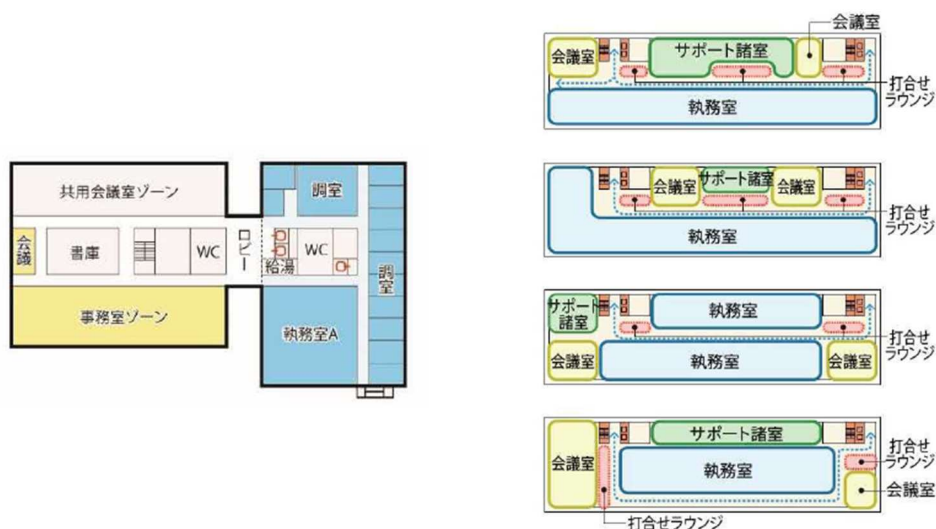 共用会議室ゾーン
調室
会議
書庫
WC
ロビー
給湯
WC
調室
事務室ゾーン
執務室A
会議室
会議室
サポート諸室
打合せ
ラウンジ
執務室
会議室
サポート諸室
会議室
打合せ
ラウンジ
執務室
サポート
諸室
執務室
打合せ
ラウンジ
会議室
執務室
会議室
サポート諸室
打合せ
ラウンジ
会議室
執務室
会議室
打合せラウンジ